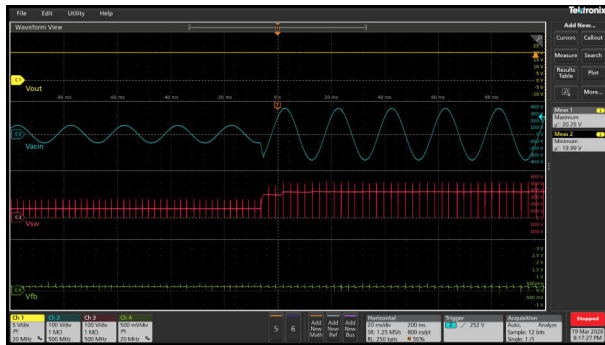 File Edit Utility Help
Tektronix
Waveform View
Add New...
Cursors Callout
Measure Search
Results Table Plot
More...
Meas 1
Maximum
20.25 V
Meas 2
Minimum
19.99 V
C1
Vout
-80 ms -60 ms -40 ms -20 ms 0 s 20 ms 40 ms 60 ms 80 ms
C2
Vacin
C3
Vsw
C4
Vfb
Ch 1
5 V/div
20 MHz
Ch 2
100 V/div
1 MΩ
500 MHz
Ch 3
100 V/div
1 MΩ
500 MHz
Ch 4
500 mV/div
20 MHz
5 6
Add New Math
Add New Ref
Add New Bus
Horizontal
20 ms/div 200 ms
SR: 1.25 MS/s 800 ns/pt
RL: 250 kpts 50%
Trigger
2 252 V
Acquisition
Auto, Analyze
Sample: 12 bits
Single: 1 /1
Stopped
19 Mar 2026
8:17:27 PM